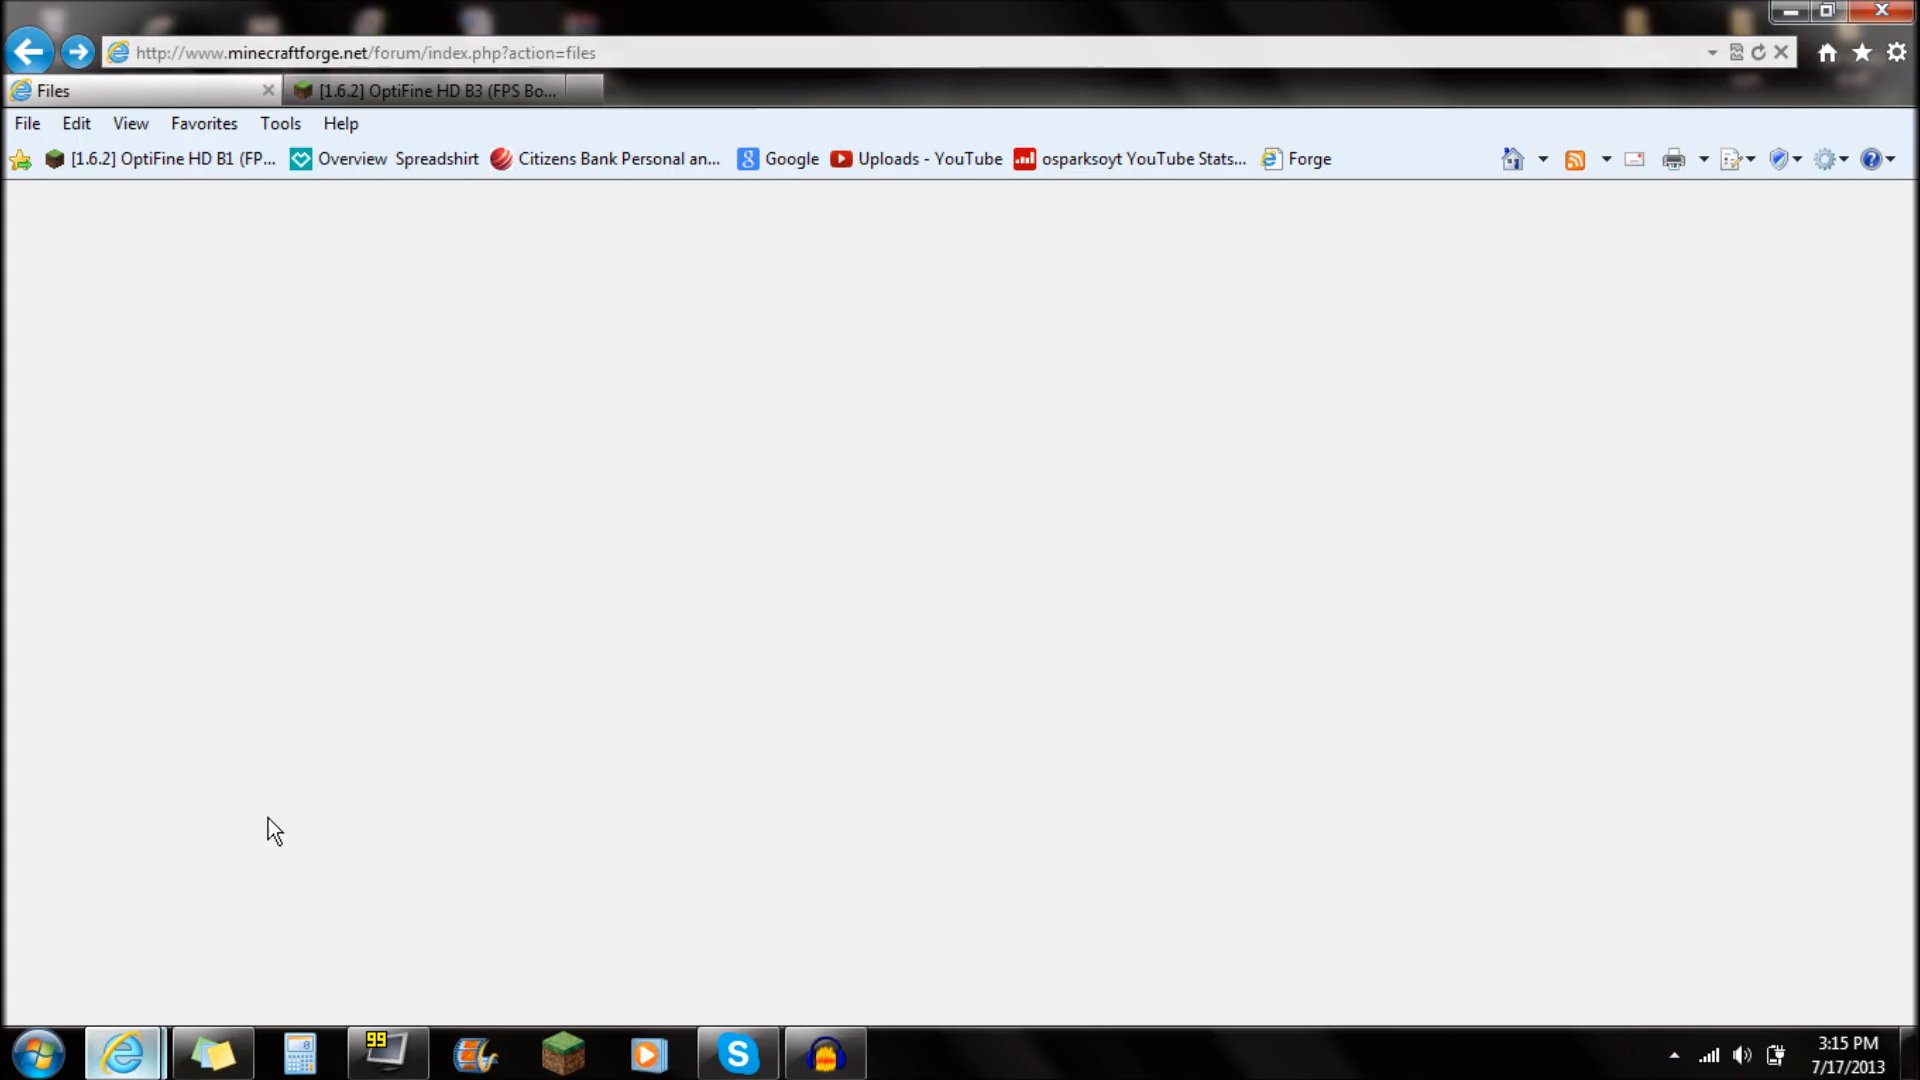 http://www.minecraftforge.net/forum/index.php?action=files
Files
[1.6.2] OptiFine HD B3 (FPS Bo...
File Edit View Favorites Tools Help
[1.6.2] OptiFine HD B1 (FP... Overview Spreadshirt Citizens Bank Personal an... Google Uploads - YouTube osparksoyt YouTube Stats... Forge
99
3:15 PM
7/17/2013